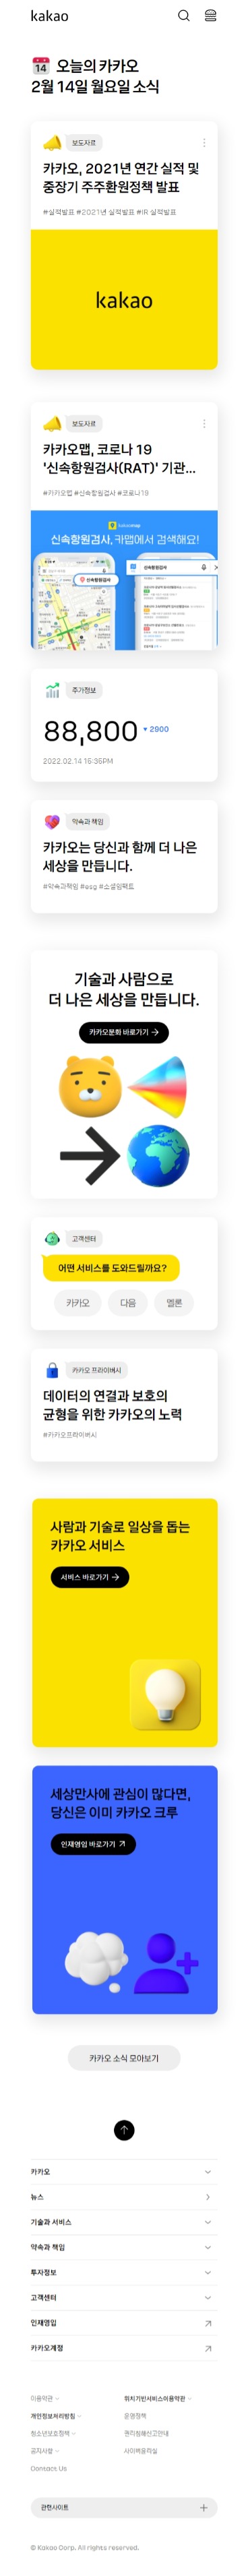 kakao
14 오늘의 카카오
2월 14일 월요일 소식
보도자료
카카오, 2021년 연간 실적 및
중장기 주주환원정책 발표
#실적발표 #2021년 실적발표 #IR 실적발표
kakao
보도자료
카카오맵, 코로나 19
'신속항원검사(RAT)' 기관...
#카카오맵 #신속항원검사 #코로나19
kakaomap
신속항원검사, 카맵에서 검색해요!
신속항원검사
신속항원검사
주가정보
88,800 ▼ 2900
2022.02.14 16:36PM
약속과 책임
카카오는 당신과 함께 더 나은
세상을 만듭니다.
#약속과책임 #esg #소셜임팩트
기술과 사람으로
더 나은 세상을 만듭니다.
카카오문화 바로가기 →
고객센터
어떤 서비스를 도와드릴까요?
카카오 다음 멜론
카카오 프라이버시
데이터의 연결과 보호의
균형을 위한 카카오의 노력
#카카오프라이버시
사람과 기술로 일상을 돕는
카카오 서비스
서비스 바로가기 →
세상만사에 관심이 많다면,
당신은 이미 카카오 크루
인재영입 바로가기 ↗
카카오 소식 모아보기
카카오
뉴스
기술과 서비스
약속과 책임
투자정보
고객센터
인재영입
카카오계정
이용약관 위치기반서비스이용약관
개인정보처리방침 운영정책
청소년보호정책 권리침해신고안내
공지사항 사이버윤리실
Contact Us
관련사이트
© Kakao Corp. All rights reserved.